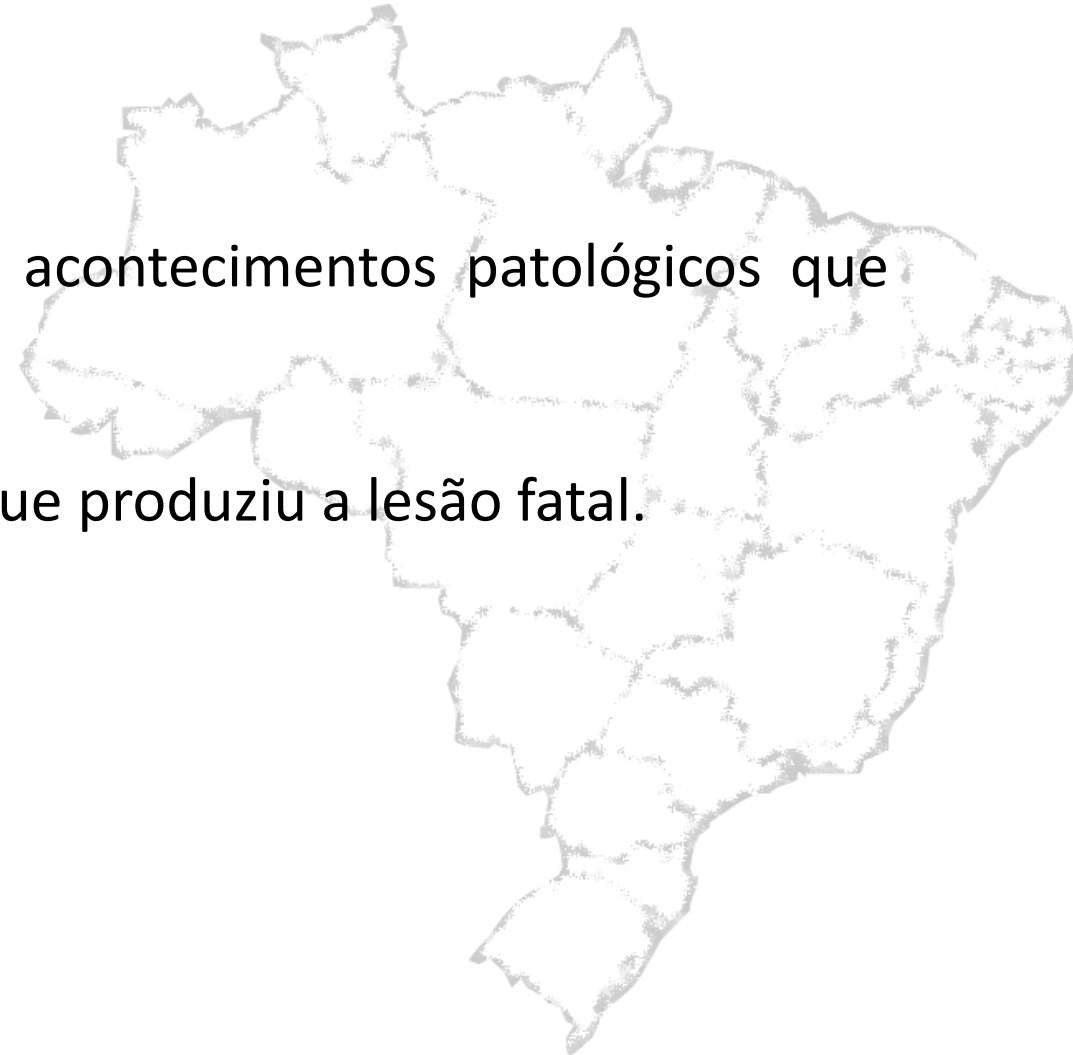 acontecimentos patológicos que
ue produziu a lesão fatal.